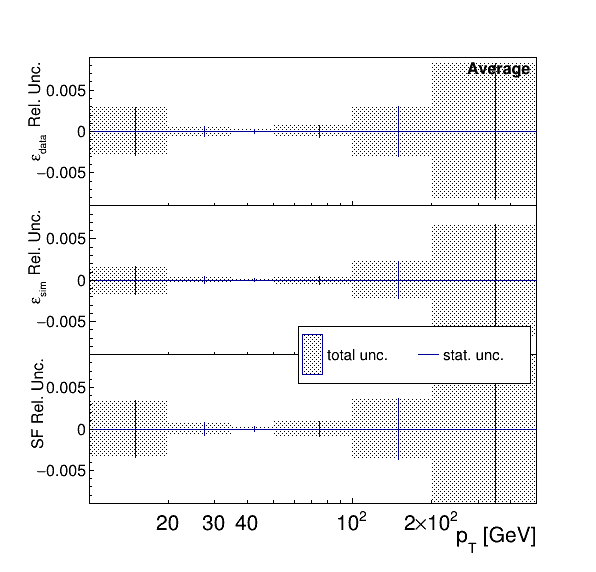 Average
ε_data Rel. Unc.
0.005
0
−0.005
ε_sim Rel. Unc.
0.005
0
−0.005
total unc.
stat. unc.
SF Rel. Unc.
0.005
0
−0.005
20 30 40 10² 2×10²
p_T [GeV]